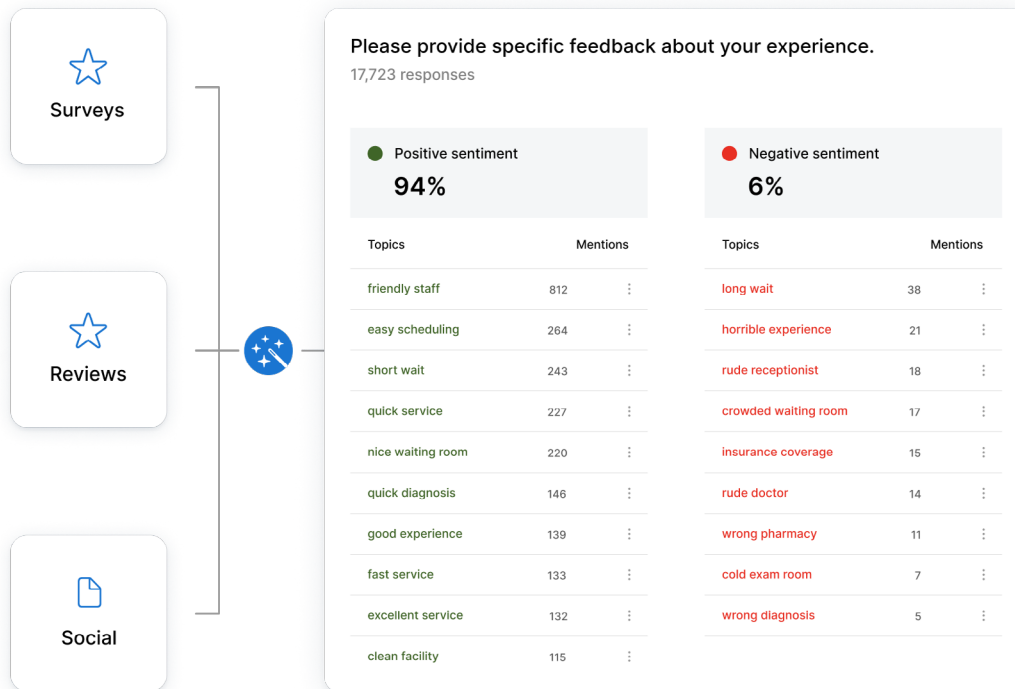 Surveys
Reviews
Social
Please provide specific feedback about your experience.
17,723 responses
Positive sentiment
94%
Topics Mentions
friendly staff 812
easy scheduling 264
short wait 243
quick service 227
nice waiting room 220
quick diagnosis 146
good experience 139
fast service 133
excellent service 132
clean facility 115
Negative sentiment
6%
Topics Mentions
long wait 38
horrible experience 21
rude receptionist 18
crowded waiting room 17
insurance coverage 15
rude doctor 14
wrong pharmacy 11
cold exam room 7
wrong diagnosis 5